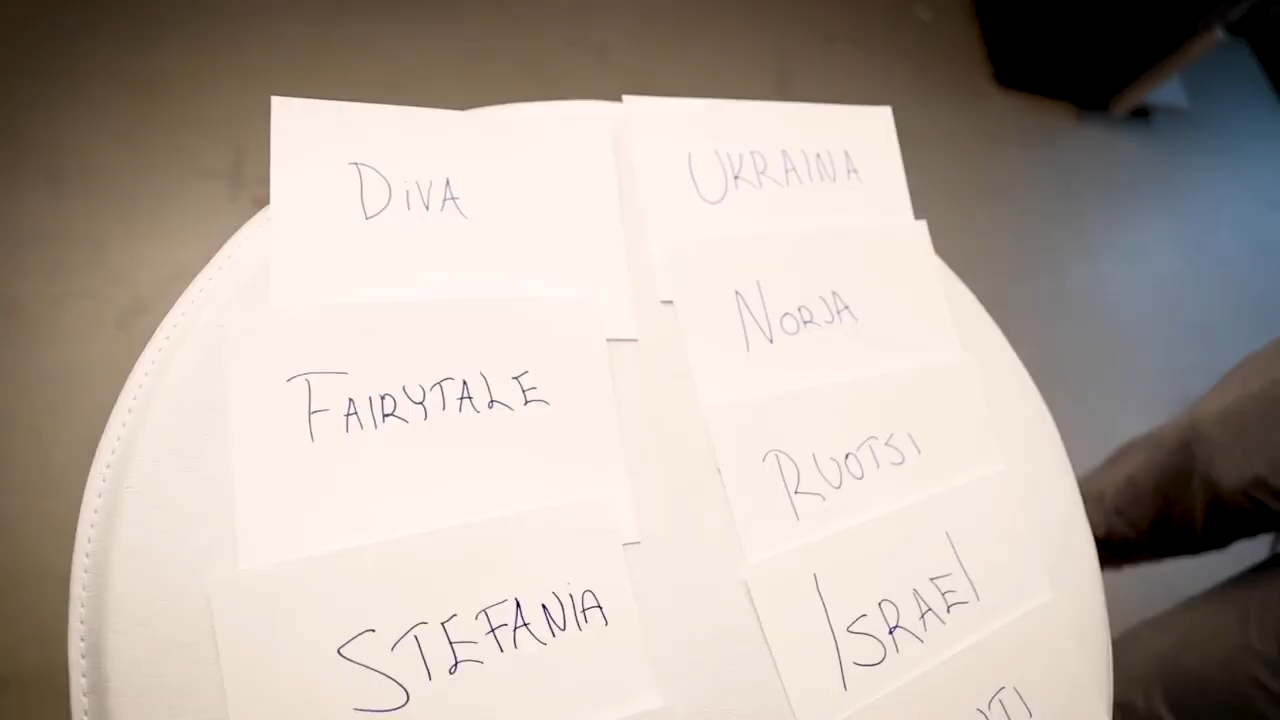 DiVA
FAIRYTALE
STEFANiA
UKRAINA
NORJA
RUOTSI
ISRAEl